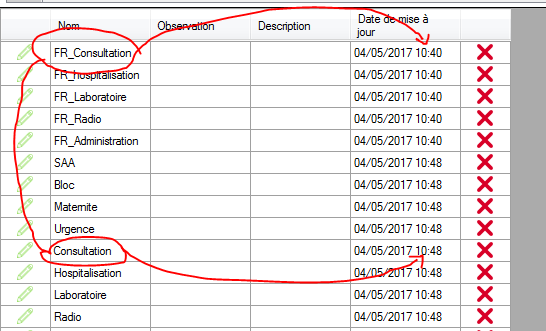 Nom Observation Description Date de mise à
jour
FR_Consultation 04/05/2017 10:40
FR_hospitalisation 04/05/2017 10:40
FR_Laboratoire 04/05/2017 10:40
FR_Radio 04/05/2017 10:40
FR_Administration 04/05/2017 10:40
SAA 04/05/2017 10:48
Bloc 04/05/2017 10:48
Maternite 04/05/2017 10:48
Urgence 04/05/2017 10:48
Consultation 04/05/2017 10:48
Hospitalisation 04/05/2017 10:48
Laboratoire 04/05/2017 10:48
Radio 04/05/2017 10:48